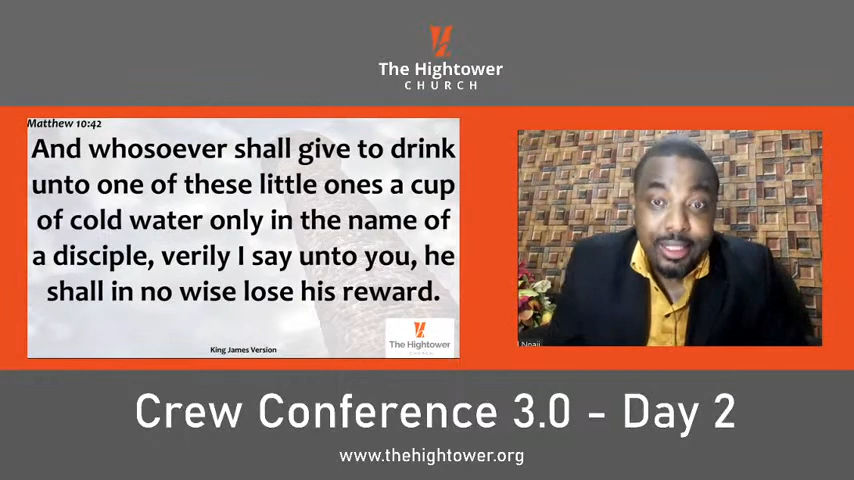 The Hightower
CHURCH
Matthew 10:42
And whosoever shall give to drink
unto one of these little ones a cup
of cold water only in the name of
a disciple, verily I say unto you, he
shall in no wise lose his reward.
King James Version
The Hightower
CHURCH
Crew Conference 3.0 - Day 2
www.thehightower.org